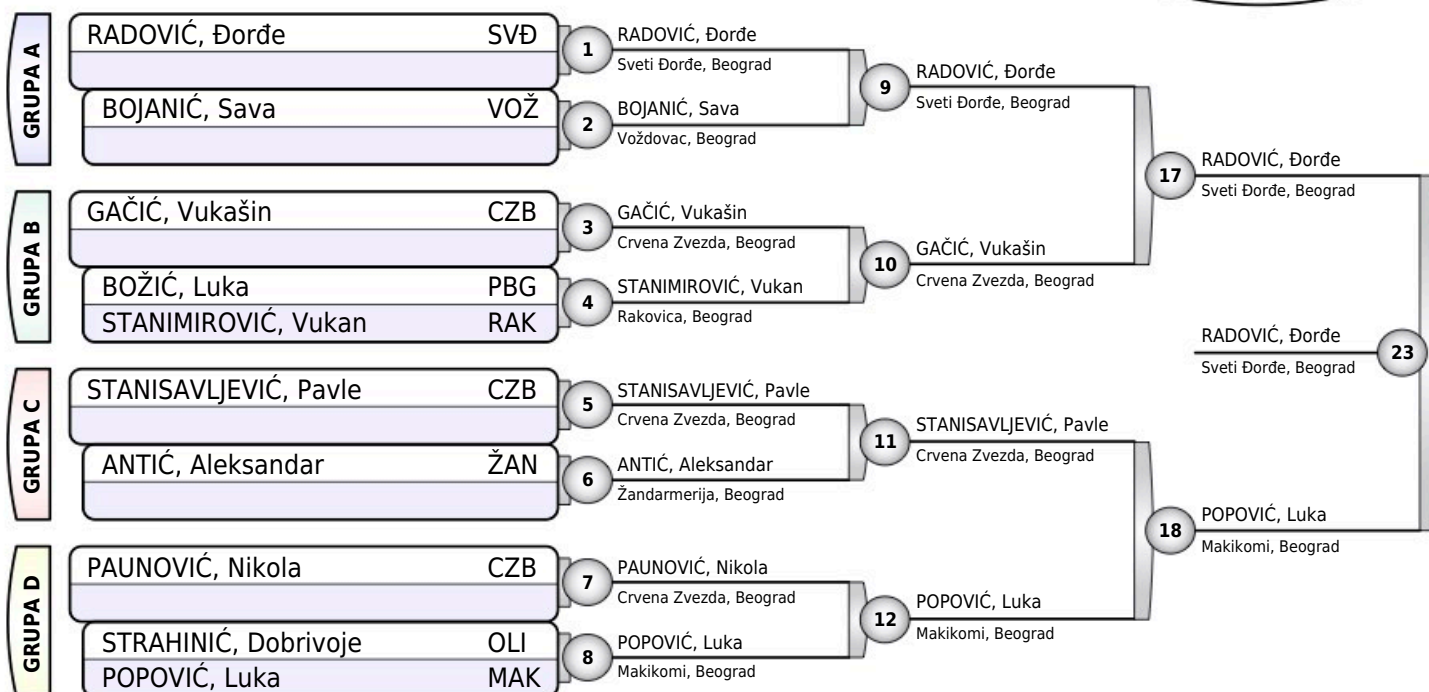 GRUPA A
RADOVIĆ, Đorđe SVĐ
BOJANIĆ, Sava VOŽ
GRUPA B
GAČIĆ, Vukašin CZB
BOŽIĆ, Luka PBG
STANIMIROVIĆ, Vukan RAK
GRUPA C
STANISAVLJEVIĆ, Pavle CZB
ANTIĆ, Aleksandar ŽAN
GRUPA D
PAUNOVIĆ, Nikola CZB
STRAHINIĆ, Dobrivoje OLI
POPOVIĆ, Luka MAK
1
RADOVIĆ, Đorđe
Sveti Đorđe, Beograd
2
BOJANIĆ, Sava
Voždovac, Beograd
3
GAČIĆ, Vukašin
Crvena Zvezda, Beograd
4
STANIMIROVIĆ, Vukan
Rakovica, Beograd
5
STANISAVLJEVIĆ, Pavle
Crvena Zvezda, Beograd
6
ANTIĆ, Aleksandar
Žandarmerija, Beograd
7
PAUNOVIĆ, Nikola
Crvena Zvezda, Beograd
8
POPOVIĆ, Luka
Makikomi, Beograd
9
RADOVIĆ, Đorđe
Sveti Đorđe, Beograd
10
GAČIĆ, Vukašin
Crvena Zvezda, Beograd
11
STANISAVLJEVIĆ, Pavle
Crvena Zvezda, Beograd
12
POPOVIĆ, Luka
Makikomi, Beograd
17
RADOVIĆ, Đorđe
Sveti Đorđe, Beograd
18
POPOVIĆ, Luka
Makikomi, Beograd
RADOVIĆ, Đorđe
Sveti Đorđe, Beograd
23